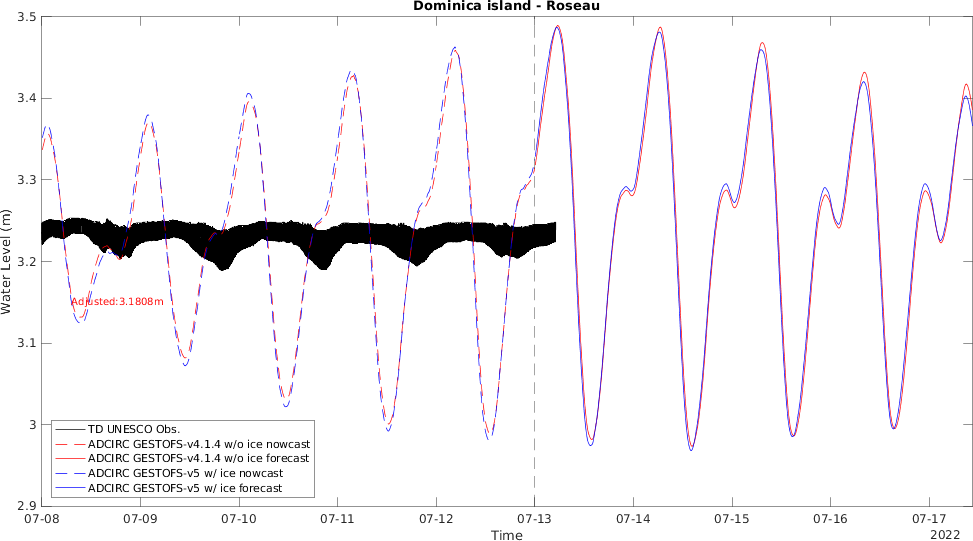 Dominica island - Roseau
3.5
3.4
3.3
3.2
3.1
3
2.9
Water Level (m)
Adjusted:3.1808m
TD UNESCO Obs.
ADCIRC GESTOFS-v4.1.4 w/o ice nowcast
ADCIRC GESTOFS-v4.1.4 w/o ice forecast
ADCIRC GESTOFS-v5 w/ ice nowcast
ADCIRC GESTOFS-v5 w/ ice forecast
07-08 07-09 07-10 07-11 07-12 07-13 07-14 07-15 07-16 07-17
Time
2022